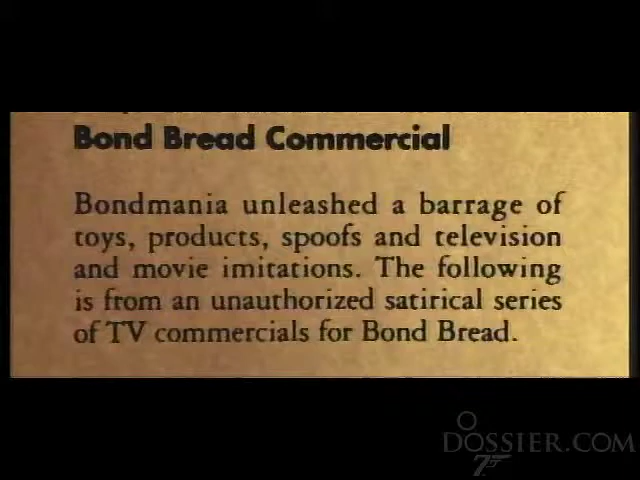 Bond Bread Commercial
Bondmania unleashed a barrage of
toys, products, spoofs and television
and movie imitations. The following
is from an unauthorized satirical series
of TV commercials for Bond Bread.
DOSSIER.COM
007